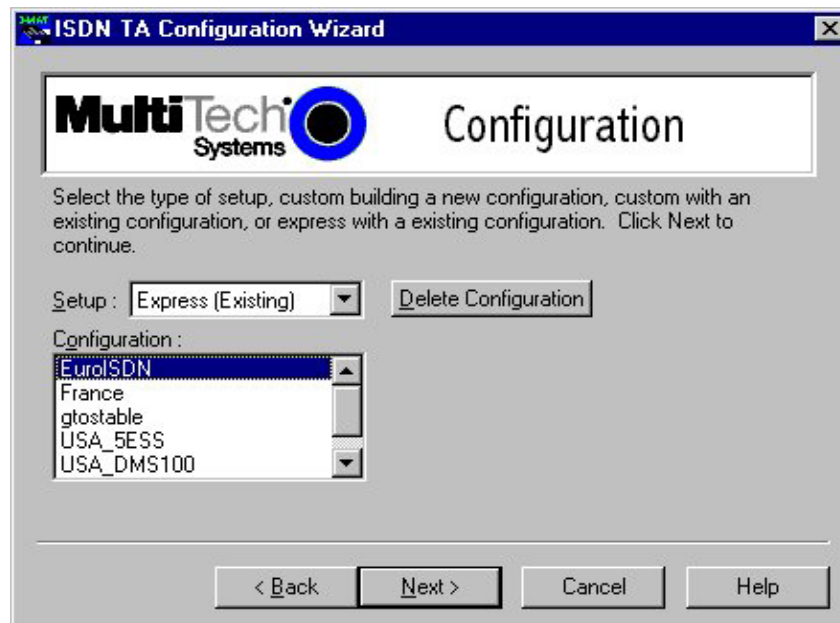 ISDN TA Configuration Wizard
MultiTech
Systems
Configuration
Select the type of setup, custom building a new configuration, custom with an
existing configuration, or express with a existing configuration. Click Next to
continue.
Setup : Express (Existing) Delete Configuration
Configuration :
EuroISDN
France
gtostable
USA_5ESS
USA_DMS100
< Back Next > Cancel Help